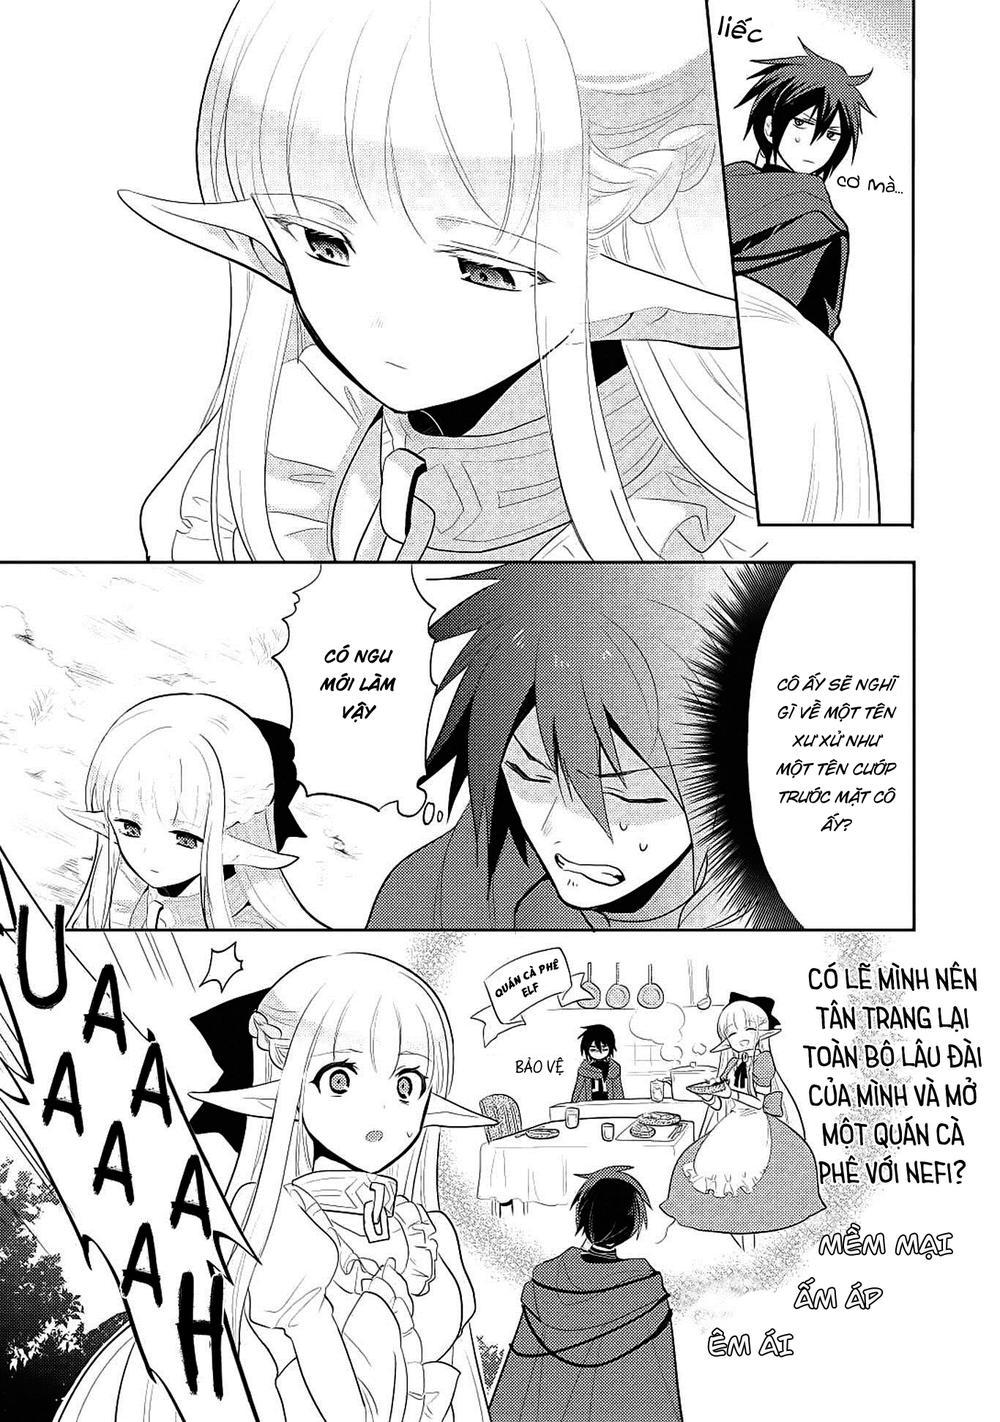 liếc
cơ mà...
CÔ ẤY SẼ NGHĨ
GÌ VỀ MỘT TÊN
XƯ XỬ NHƯ
MỘT TÊN CƯỚP
TRƯỚC MẶT CÔ
ẤY?
CÓ NGU
MỚI LÀM
VẬY
CÓ LẼ MÌNH NÊN
TÂN TRANG LẠI
TOÀN BỘ LÂU ĐÀI
CỦA MÌNH VÀ MỞ
MỘT QUÁN CÀ
PHÊ VỚI NEFI?
QUÁN CÀ PHÊ
ELF
BẢO VỆ
MỀM MẠI
ẤM ÁP
ÊM ÁI
UAAAAAH
AÀAAH